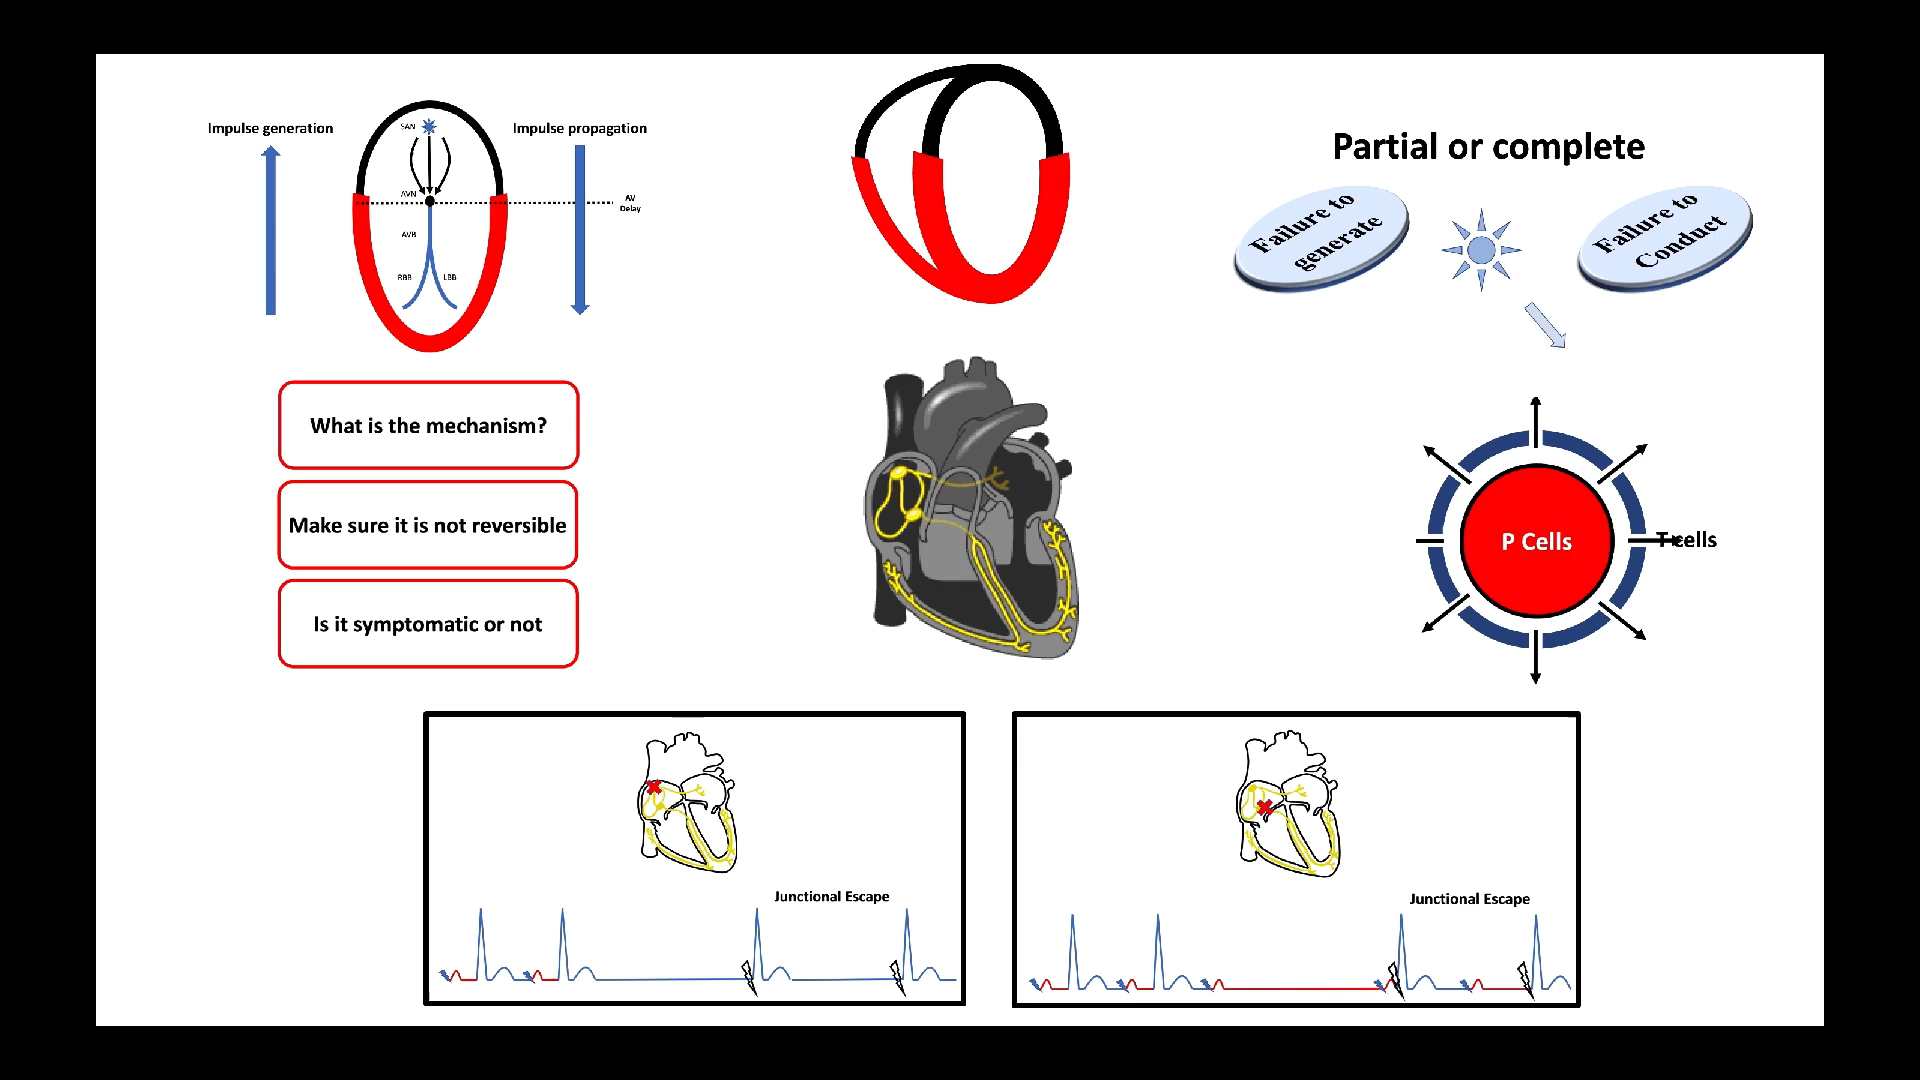 Impulse generation
Impulse propagation
SAN
AVN
AV
Delay
AVB
RBB
LBB
What is the mechanism?
Make sure it is not reversible
Is it symptomatic or not
Partial or complete
Failure to
generate
Failure to
Conduct
P Cells
T cells
Junctional Escape
Junctional Escape